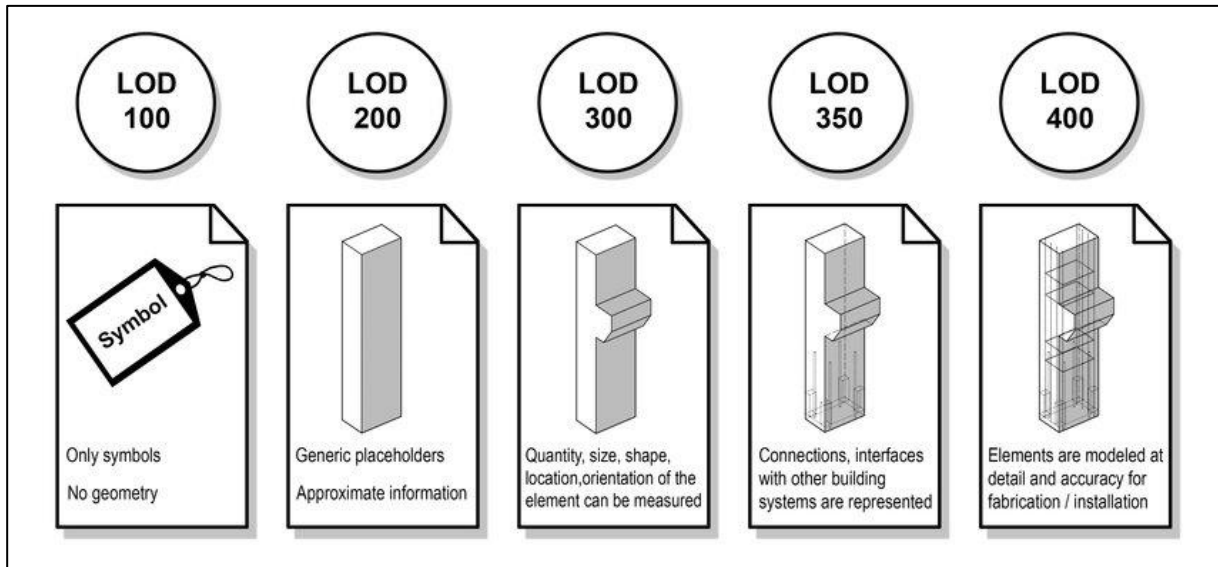 LOD
100
LOD
200
LOD
300
LOD
350
LOD
400
Symbol
Only symbols
No geometry
Generic placeholders
Approximate information
Quantity, size, shape,
location,orientation of the
element can be measured
Connections, interfaces
with other building
systems are represented
Elements are modeled at
detail and accuracy for
fabrication / installation